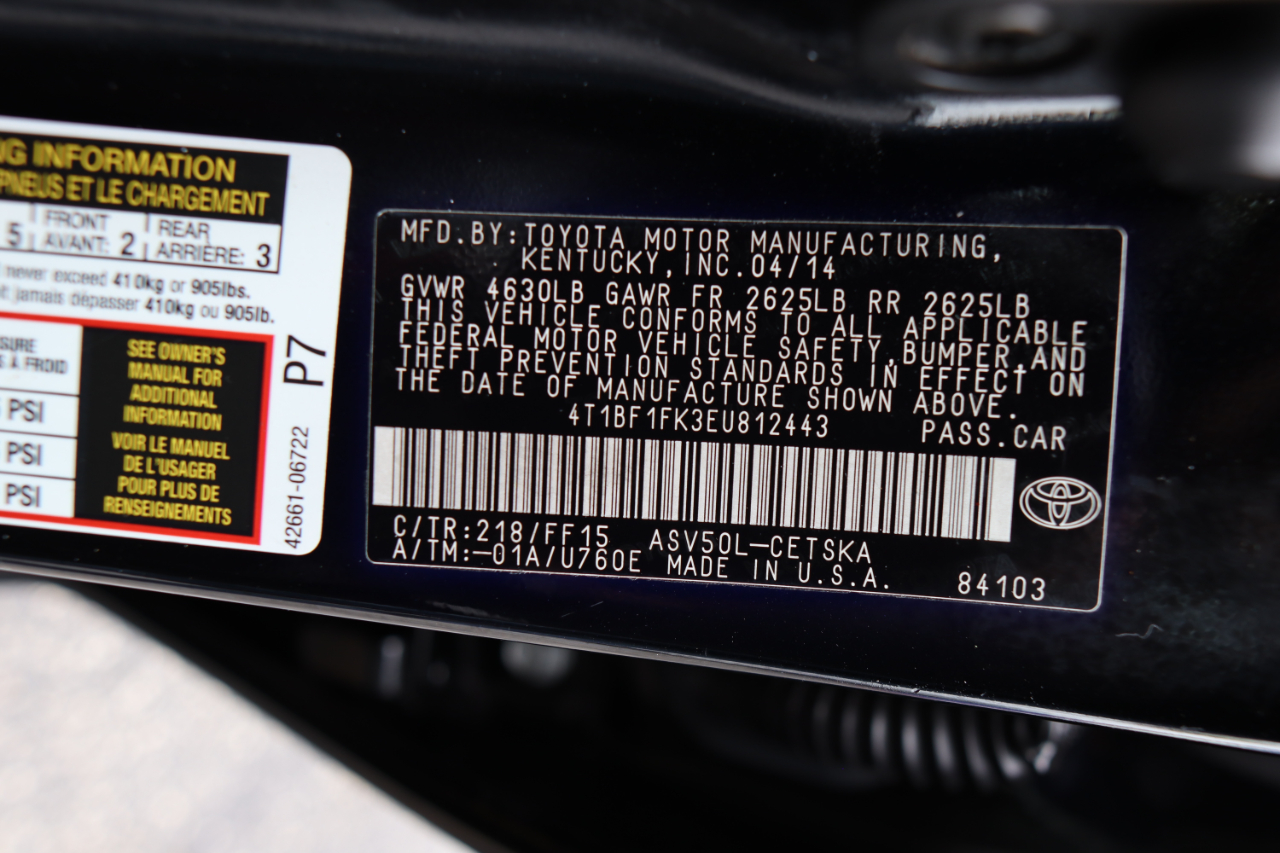 INFORMATION
PNEUS ET LE CHARGEMENT
5 FRONT AVANT: 2 REAR ARRIÈRE: 3
never exceed 410kg or 905lbs.
jamais dépasser 410kg ou 905lb.
À FROID
PSI
PSI
PSI
SEE OWNER'S
MANUAL FOR
ADDITIONAL
INFORMATION
VOIR LE MANUEL
DE L'USAGER
POUR PLUS DE
RENSEIGNEMENTS
P7
42661-06722
MFD.BY:TOYOTA MOTOR MANUFACTURING,
KENTUCKY,INC.04/14
GVWR 4630LB GAWR FR 2625LB RR 2625LB
THIS VEHICLE CONFORMS TO ALL APPLICABLE
FEDERAL MOTOR VEHICLE SAFETY,BUMPER,AND
THEFT PREVENTION STANDARDS IN EFFECT ON
THE DATE OF MANUFACTURE SHOWN ABOVE.
4T1BF1FK3EU812443 PASS.CAR
C/TR:218/FF15 ASV50L-CETSKA
A/TM:-01A/U760E MADE IN U.S.A. 84103